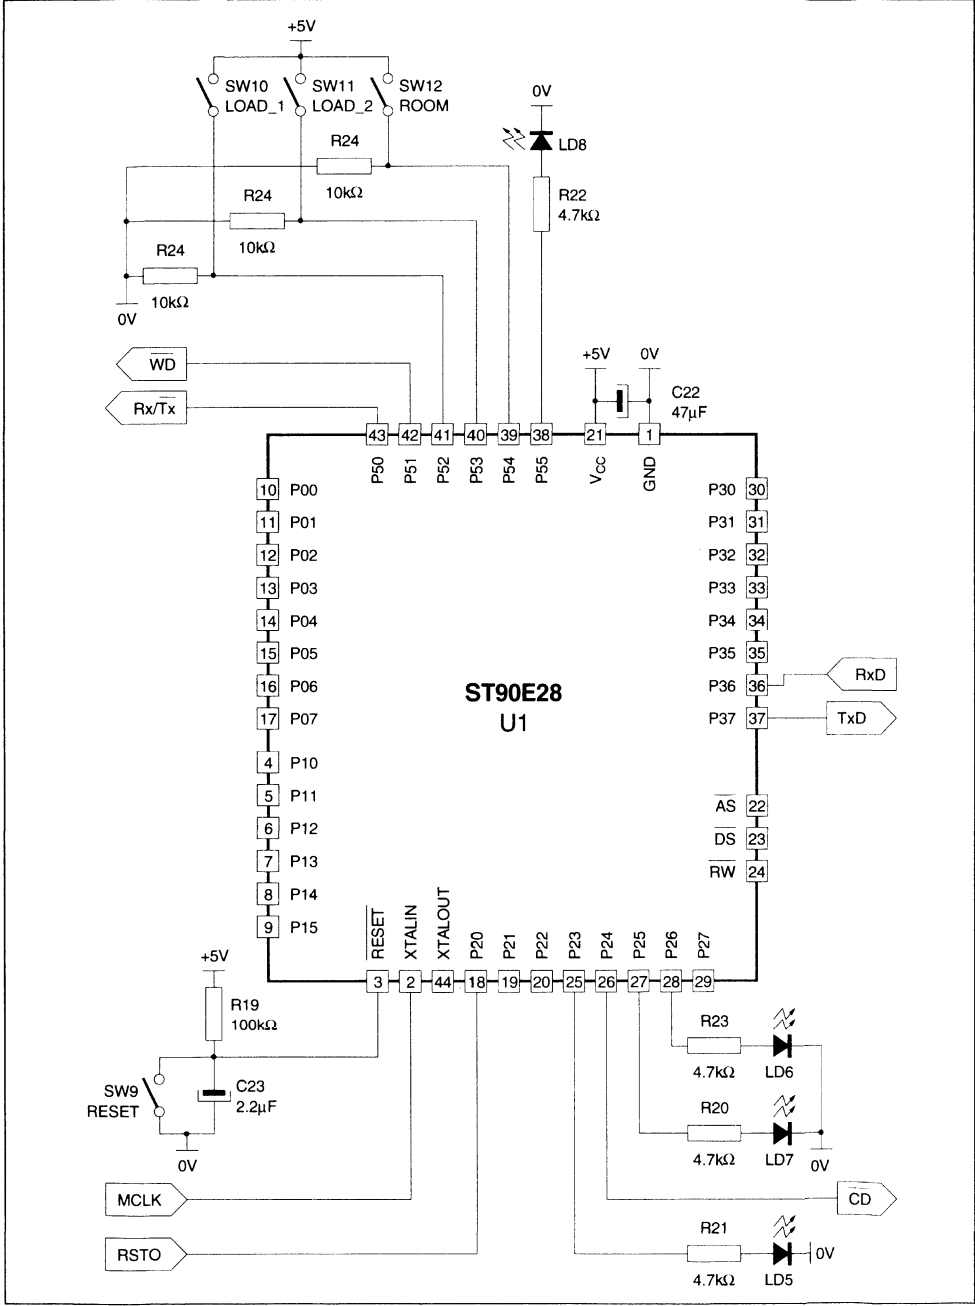 +5V
SW10
LOAD_1
SW11
LOAD_2
SW12
ROOM
0V
LD8
R24
10kΩ
R22
4.7kΩ
R24
10kΩ
R24
10kΩ
0V
W̅D̅
Rx/T̅x̅
+5V
0V
C22
47µF
43 42 41 40 39 38 21 1
P50 P51 P52 P53 P54 P55 VCC GND
10 P00
11 P01
12 P02
13 P03
14 P04
15 P05
16 P06
17 P07
4 P10
5 P11
6 P12
7 P13
8 P14
9 P15
ST90E28
U1
P30 30
P31 31
P32 32
P33 33
P34 34
P35 35
P36 36
P37 37
RxD
TxD
A̅S̅ 22
D̅S̅ 23
R̅W̅ 24
R̅E̅S̅E̅T̅ XTALIN XTALOUT P20 P21 P22 P23 P24 P25 P26 P27
3 2 44 18 19 20 25 26 27 28 29
+5V
R19
100kΩ
SW9
RESET
C23
2.2µF
0V
R23
4.7kΩ
LD6
R20
4.7kΩ
LD7
0V
MCLK
C̅D̅
RSTO
R21
4.7kΩ
LD5
0V